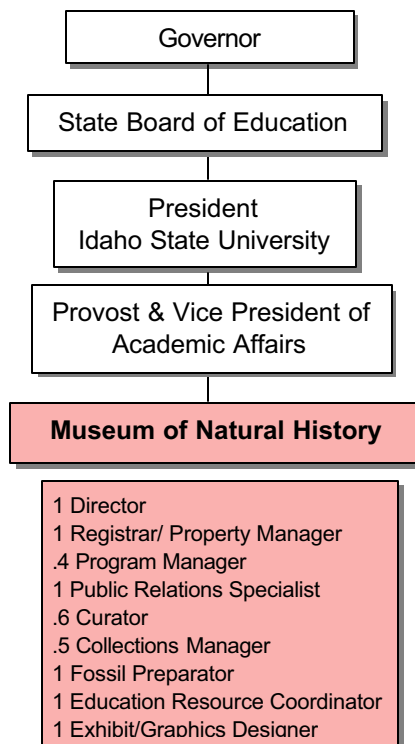 Governor
State Board of Education
President
Idaho State University
Provost & Vice President of
Academic Affairs
Museum of Natural History
1 Director
1 Registrar/ Property Manager
.4 Program Manager
1 Public Relations Specialist
.6 Curator
.5 Collections Manager
1 Fossil Preparator
1 Education Resource Coordinator
1 Exhibit/Graphics Designer